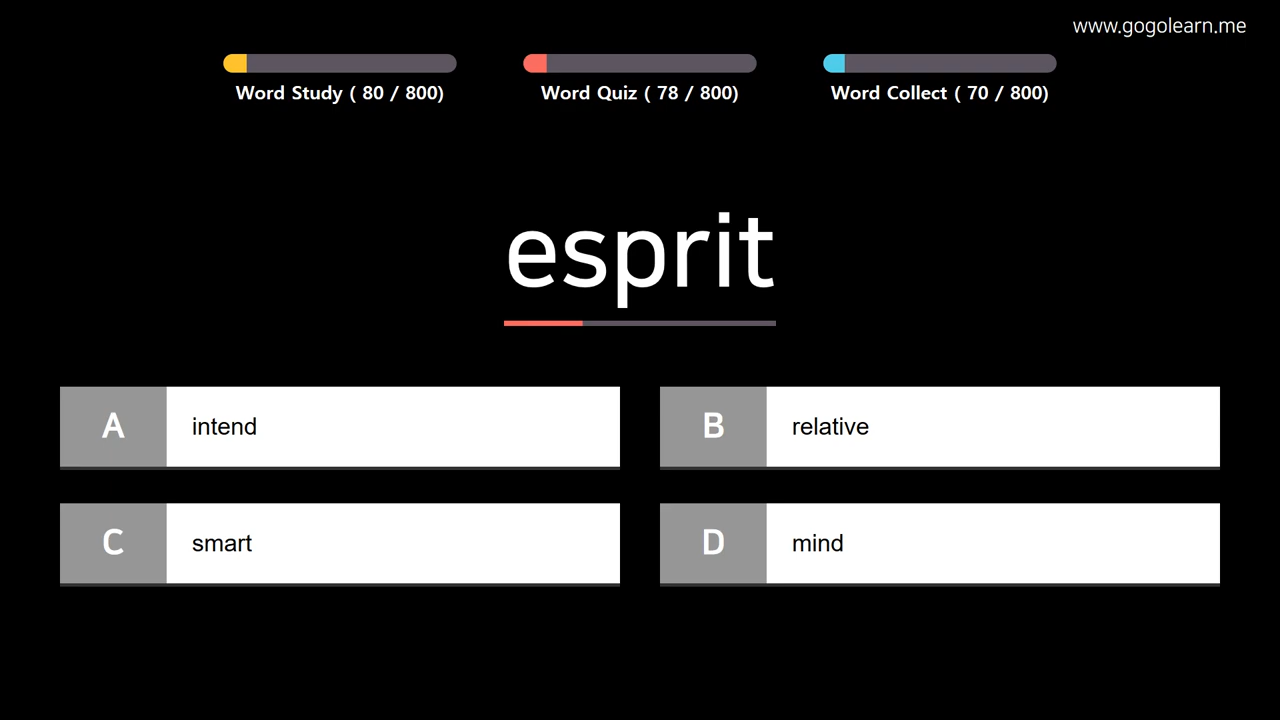 www.gogolearn.me
Word Study ( 80 / 800)
Word Quiz ( 78 / 800)
Word Collect ( 70 / 800)
esprit
A intend
B relative
C smart
D mind